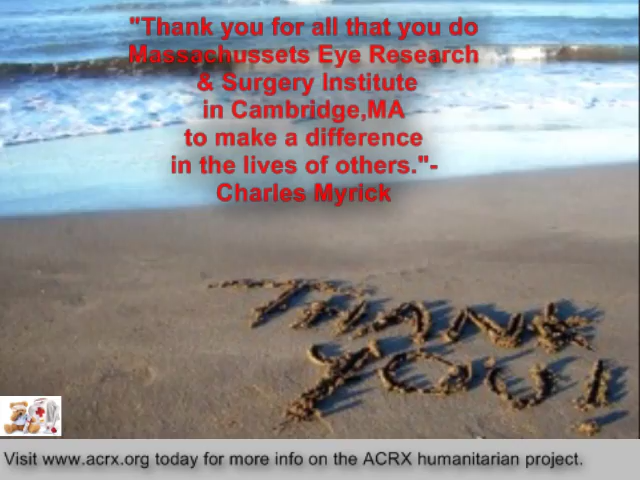 "Thank you for all that you do
Massachussets Eye Research
& Surgery Institute
in Cambridge,MA
to make a difference
in the lives of others."-
Charles Myrick
THANK
YOU!
Visit www.acrx.org today for more info on the ACRX humanitarian project.